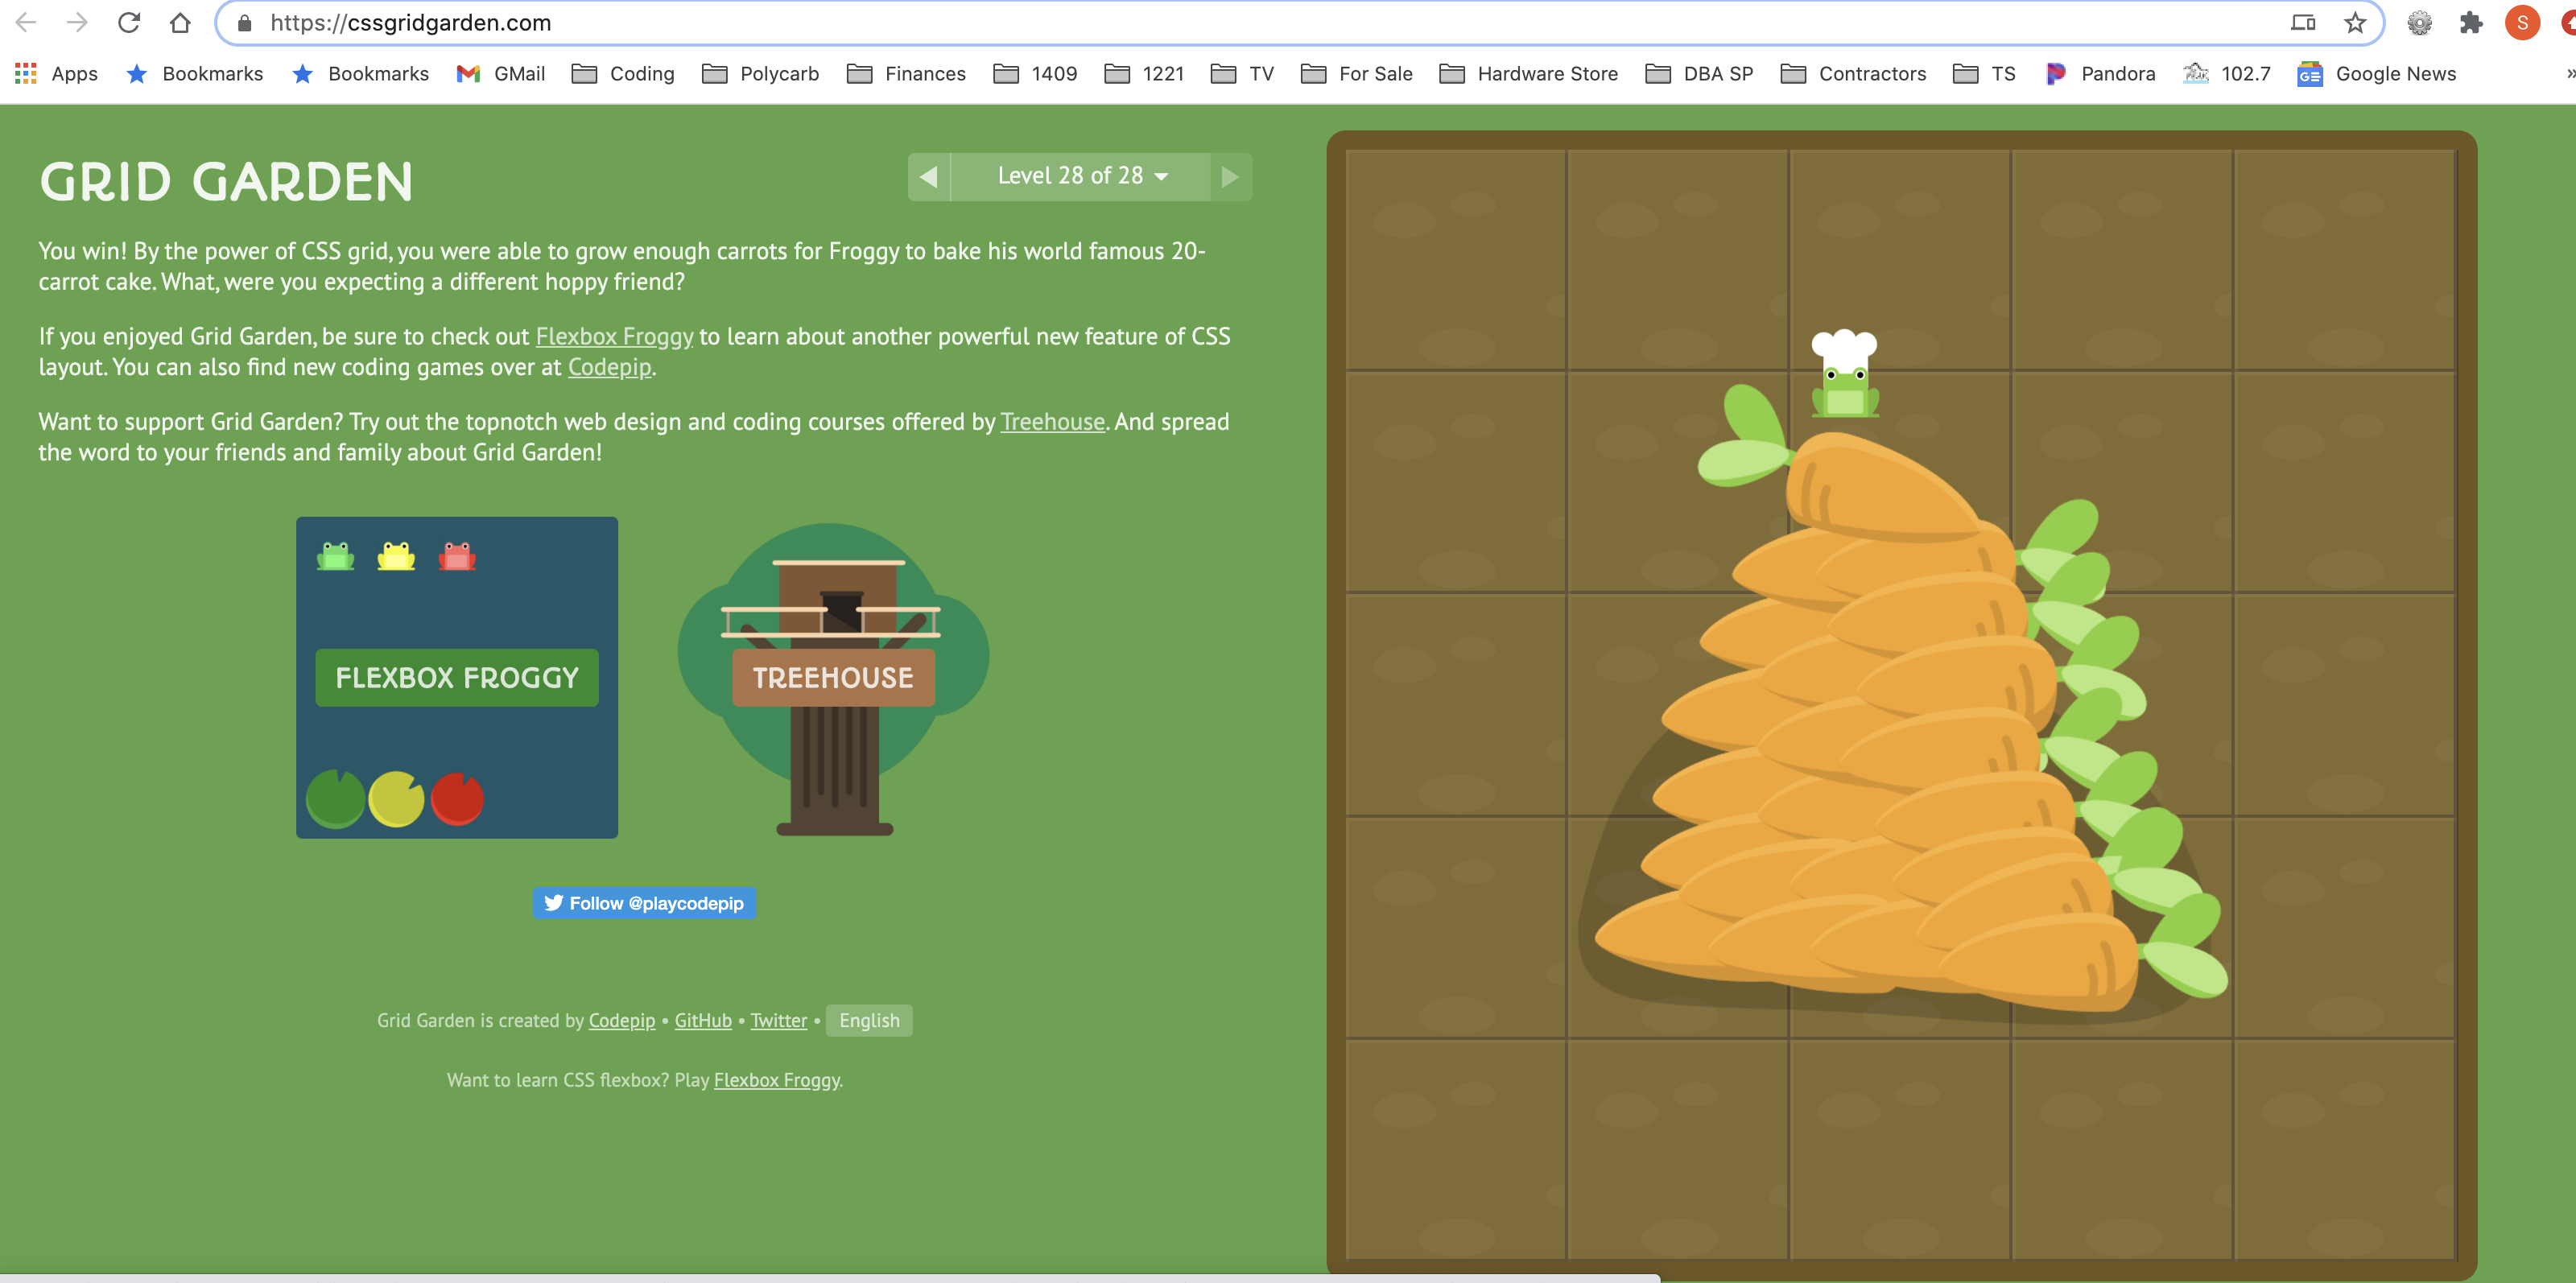 https://cssgridgarden.com
S
Apps Bookmarks Bookmarks GMail Coding Polycarb Finances 1409 1221 TV For Sale Hardware Store DBA SP Contractors TS Pandora 102.7 Google News »
GRID GARDEN
Level 28 of 28
You win! By the power of CSS grid, you were able to grow enough carrots for Froggy to bake his world famous 20-
carrot cake. What, were you expecting a different hoppy friend?
If you enjoyed Grid Garden, be sure to check out Flexbox Froggy to learn about another powerful new feature of CSS
layout. You can also find new coding games over at Codepip.
Want to support Grid Garden? Try out the topnotch web design and coding courses offered by Treehouse. And spread
the word to your friends and family about Grid Garden!
FLEXBOX FROGGY
TREEHOUSE
Follow @playcodepip
Grid Garden is created by Codepip • GitHub • Twitter • English
Want to learn CSS flexbox? Play Flexbox Froggy.